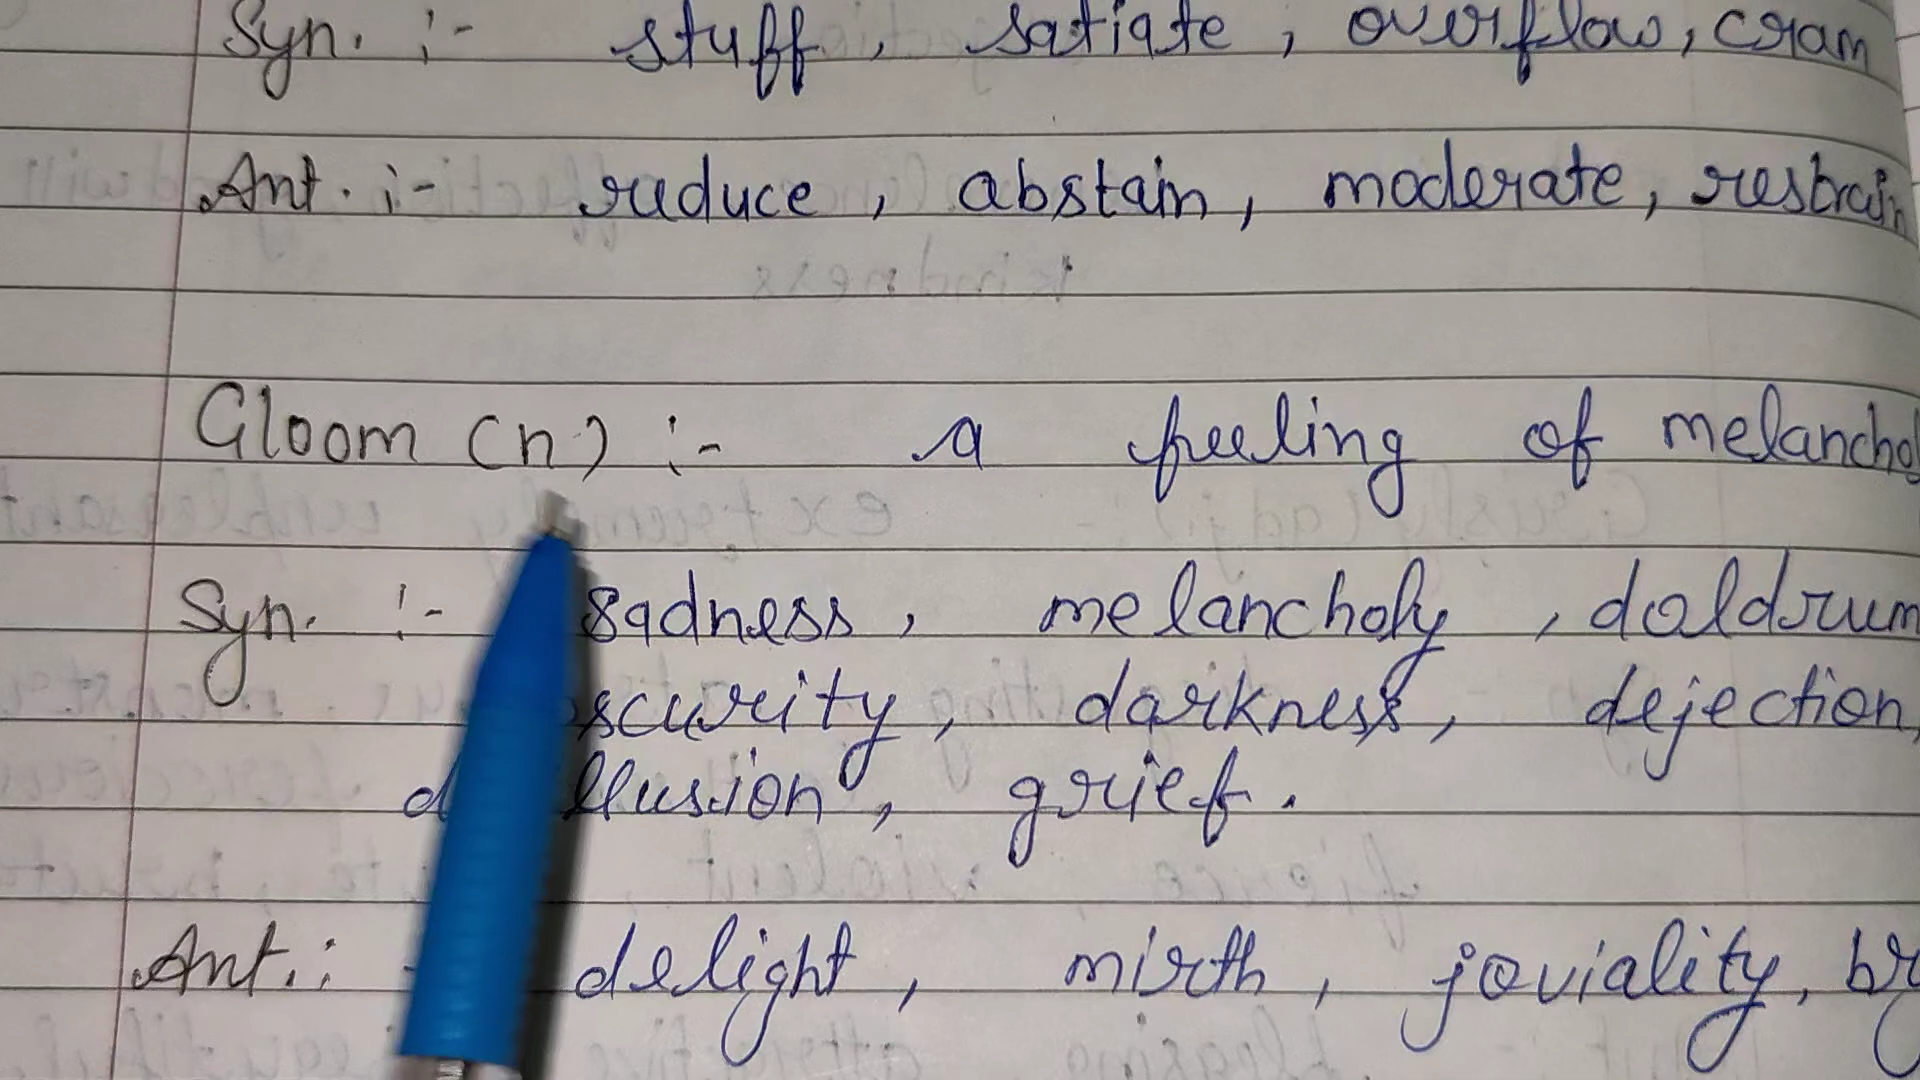 Syn. :- stuff, satiate, overflow, cram
Ant. :- reduce, abstain, moderate, restrain
Gloom (n) :- a feeling of
Syn. :- sadness, melancholy,
darkness, dejection,
grief.
Ant. :- delight, mirth, joviality,